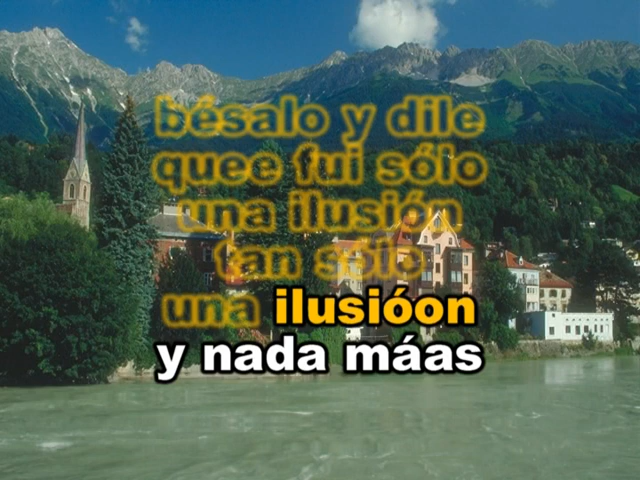 bésalo y dile
quee fui sólo
una ilusión
tan sólo
una ilusióon
y nada máas